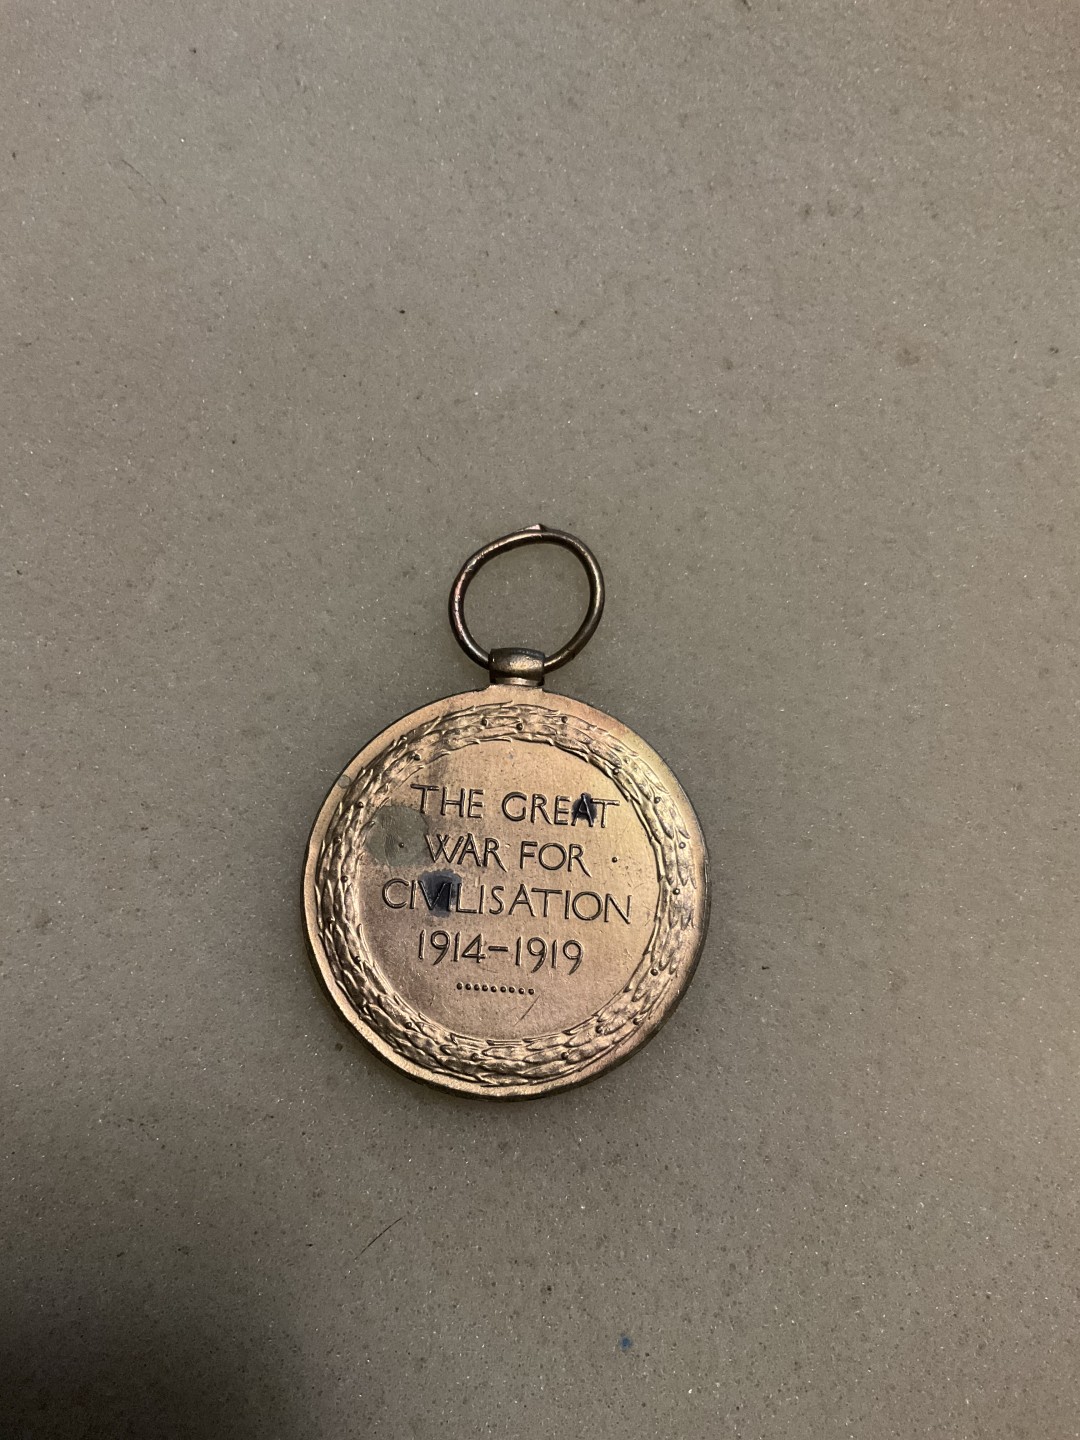 THE GREAT
WAR FOR
CIVILISATION
1914-1919